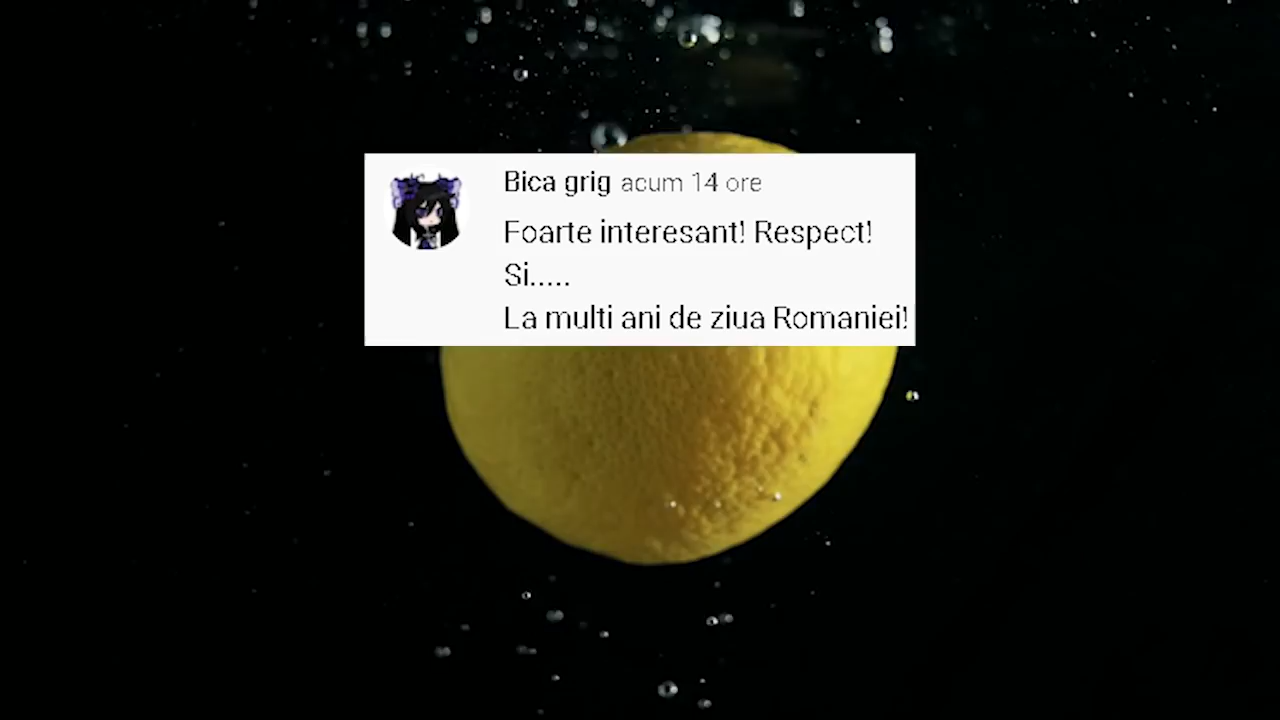 Bica grig acum 14 ore
Foarte interesant! Respect!
Si.....
La multi ani de ziua Romaniei!